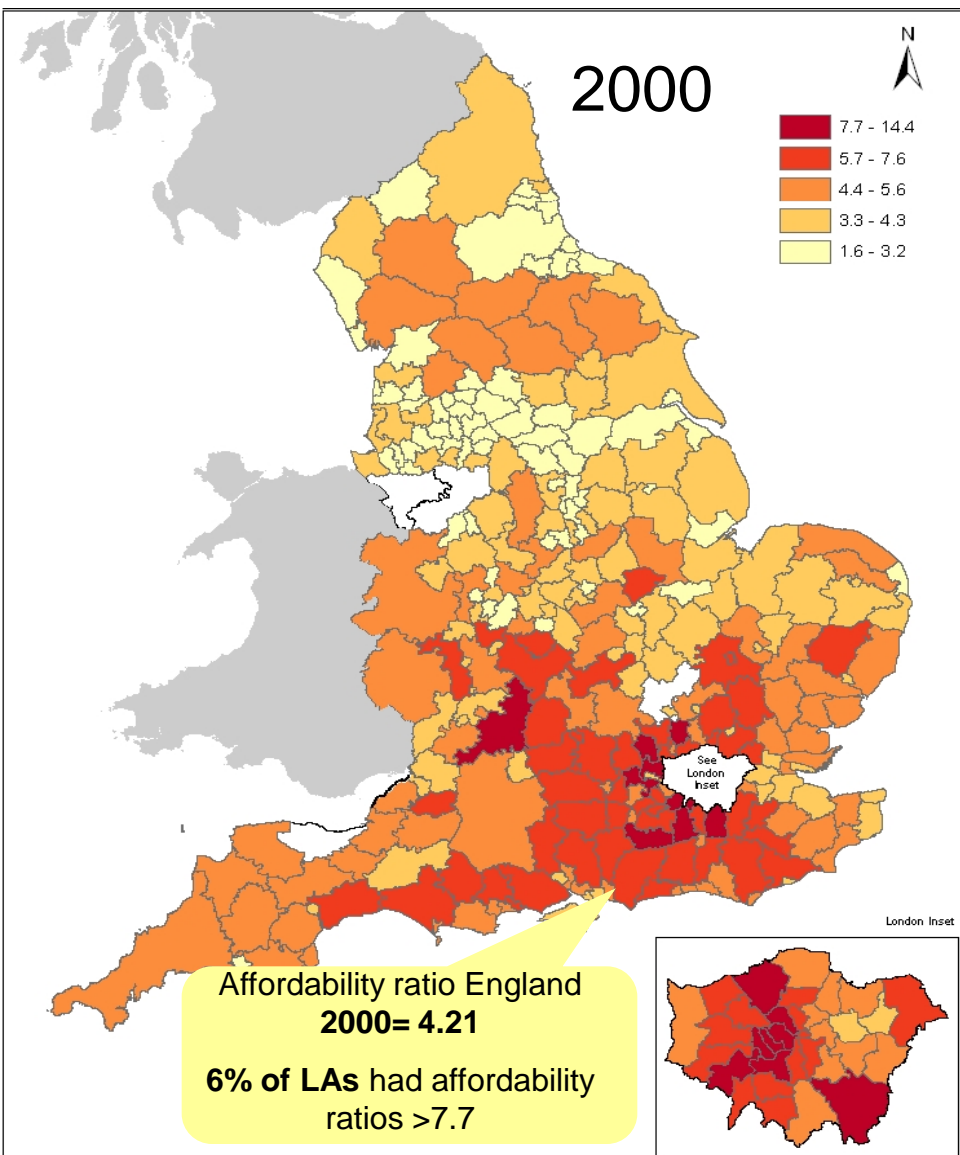 N
2000
7.7 - 14.4
5.7 - 7.6
4.4 - 5.6
3.3 - 4.3
1.6 - 3.2
See
London
Inset
London Inset
Affordability ratio England
2000= 4.21
6% of LAs had affordability
ratios >7.7